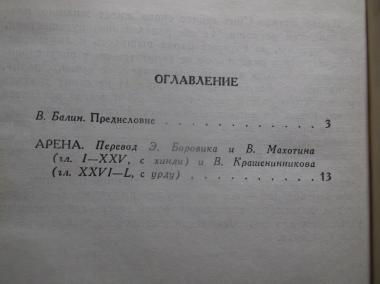 ОГЛАВЛЕНИЕ
В. Балин. Предисловие . . . . . . . . . . . . 3
АРЕНА. Перевод Э. Боровика и В. Махотина
(гл. I—XXV, с хинди) и В. Крашенинникова
(гл. XXVI—L, с урду) . . . . . . . . . . . . 13